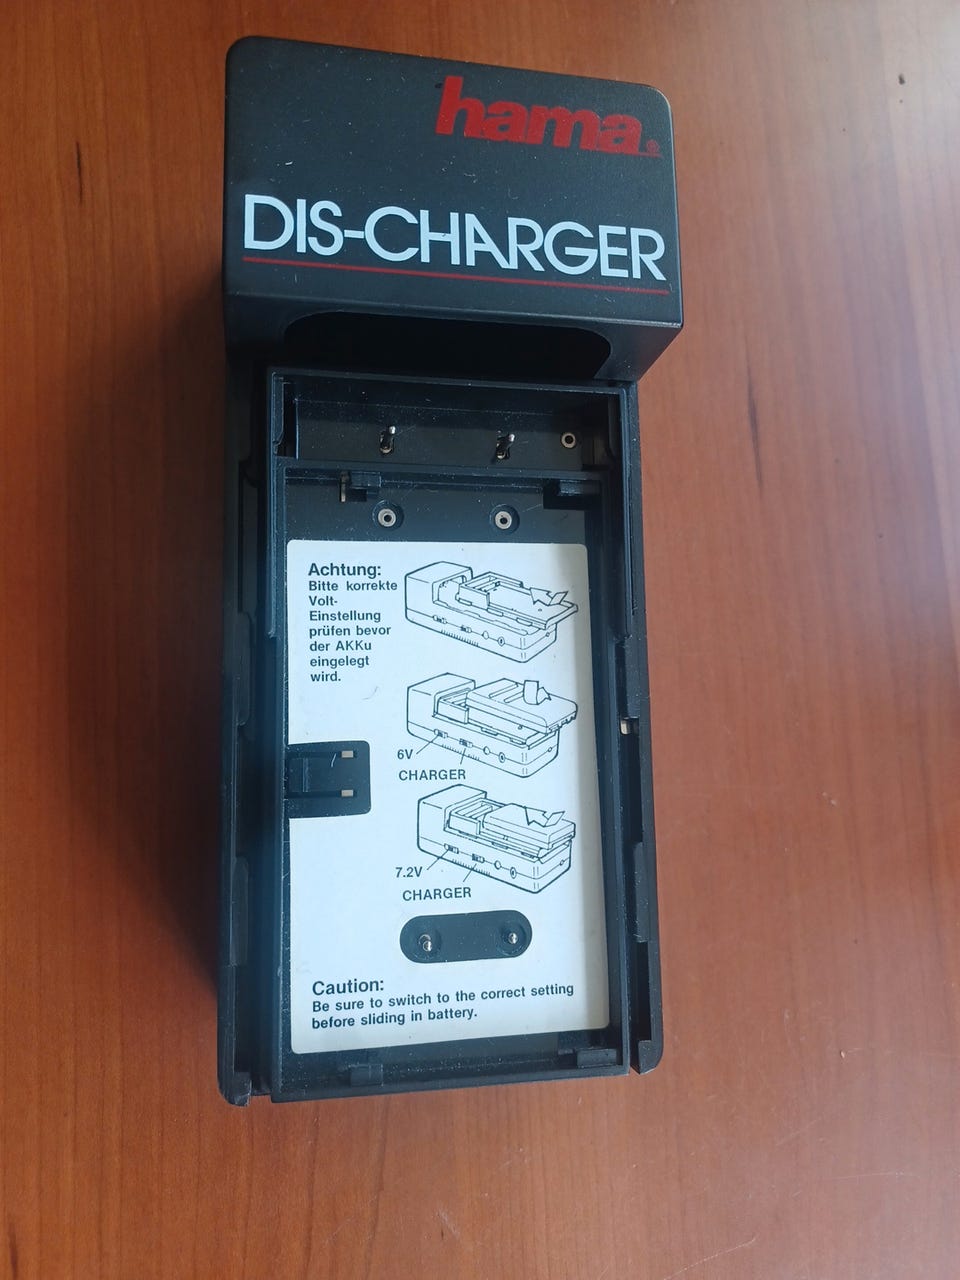 hama®
DIS-CHARGER
Achtung:
Bitte korrekte
Volt-
Einstellung
prüfen bevor
der AKKu
eingelegt
wird.
6V
CHARGER
7.2V
CHARGER
Caution:
Be sure to switch to the correct setting
before sliding in battery.